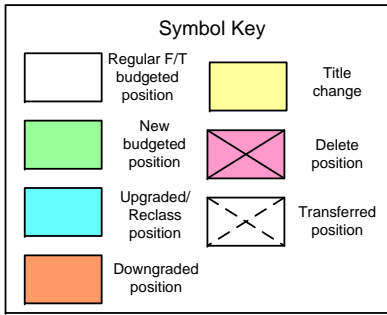 Symbol Key
Regular F/T
budgeted
position
New
budgeted
position
Upgraded/
Reclass
position
Downgraded
position
Title
change
Delete
position
Transferred
position